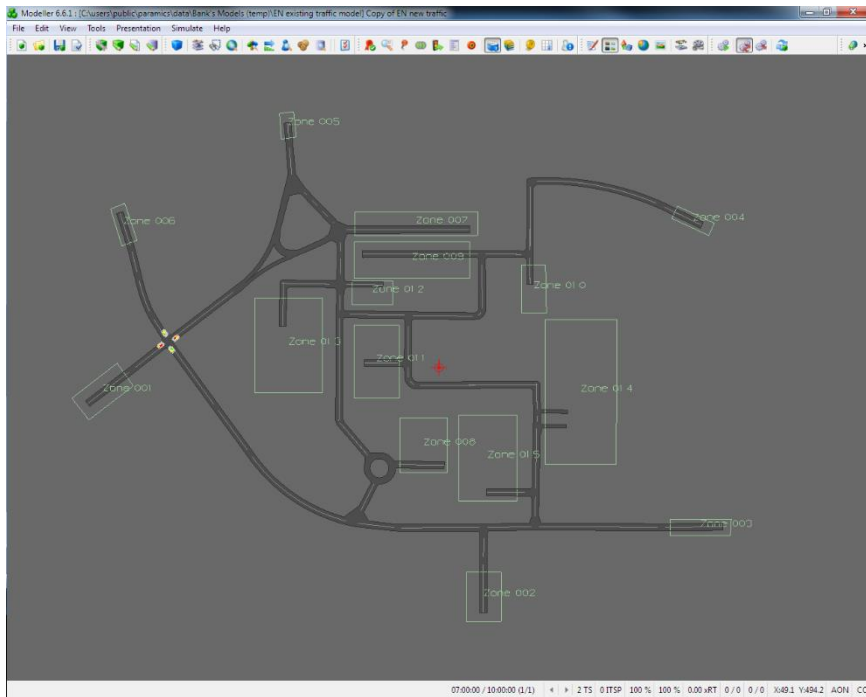 Modeller 6.6.1 : [C:\users\public\paramics\data\Bank's Models (temp)\EN existing traffic model] Copy of EN new traffic
File Edit View Tools Presentation Simulate Help
Zone 005
Zone 006
Zone 007
Zone 004
Zone 009
Zone 010
Zone 012
Zone 013
Zone 011
Zone 014
Zone 001
Zone 008
Zone 015
Zone 003
Zone 002
07:00:00 / 10:00:00 (1/1) 2 TS 0 ITSP 100 % 100 % 0.00 xRT 0 / 0 0 / 0 X:49.1 Y:494.2 AON